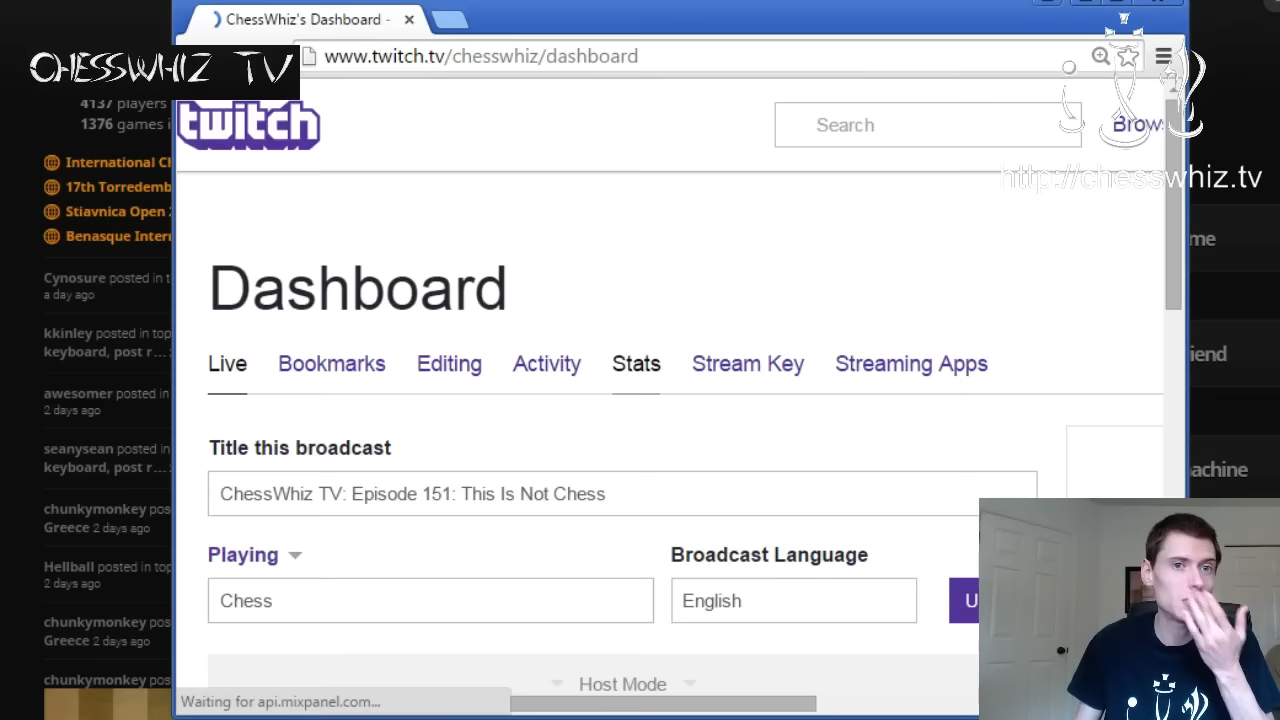 ChessWhiz's Dashboard -
www.twitch.tv/chesswhiz/dashboard
CHESSWHIZ TV
4137 players
1376 games i
twitch
Search
Brows
http://chesswhiz.tv
International Ch
17th Torredemb
Stiavnica Open 2
Benasque Intern
me
Dashboard
Cynosure posted in t
a day ago
kkinley posted in top
keyboard, post r... 
iend
Live Bookmarks Editing Activity Stats Stream Key Streaming Apps
awesomer posted in
2 days ago
Title this broadcast
seanysean posted in
keyboard, post r...
achine
ChessWhiz TV: Episode 151: This Is Not Chess
chunkymonkey pos
Greece 2 days ago
Playing
Broadcast Language
Hellball posted in top
2 days ago
Chess
English
U
chunkymonkey pos
Greece 2 days ago
chunkymonkey pos
Host Mode
Waiting for api.mixpanel.com...